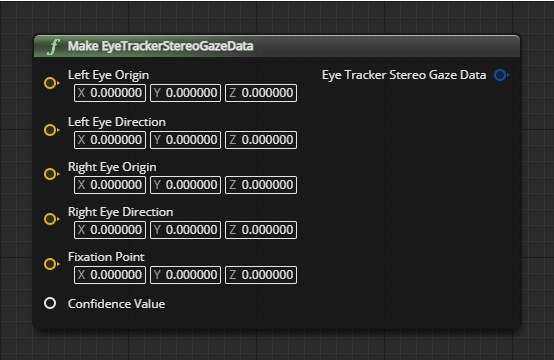 f Make EyeTrackerStereoGazeData
Left Eye Origin Eye Tracker Stereo Gaze Data
X 0.000000 Y 0.000000 Z 0.000000
Left Eye Direction
X 0.000000 Y 0.000000 Z 0.000000
Right Eye Origin
X 0.000000 Y 0.000000 Z 0.000000
Right Eye Direction
X 0.000000 Y 0.000000 Z 0.000000
Fixation Point
X 0.000000 Y 0.000000 Z 0.000000
Confidence Value